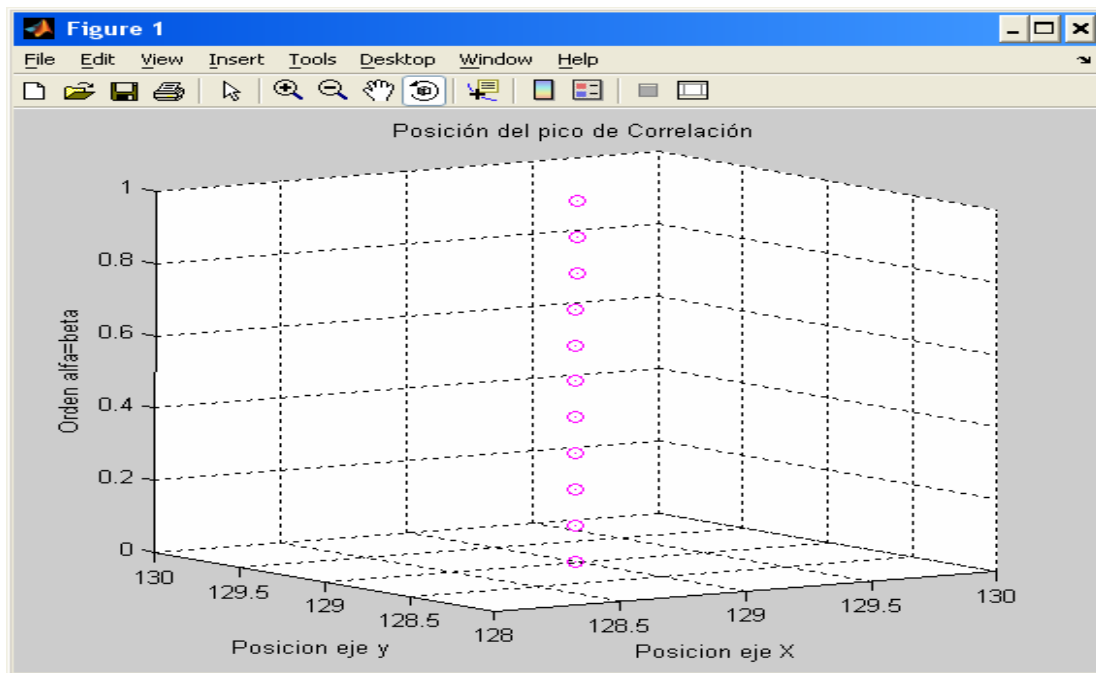 Figure 1
File Edit View Insert Tools Desktop Window Help
Posición del pico de Correlación
1
0.8
0.6
0.4
0.2
0
Orden alfa=beta
130
129.5
129
128.5
128
128.5
129
129.5
130
Posicion eje y
Posicion eje X